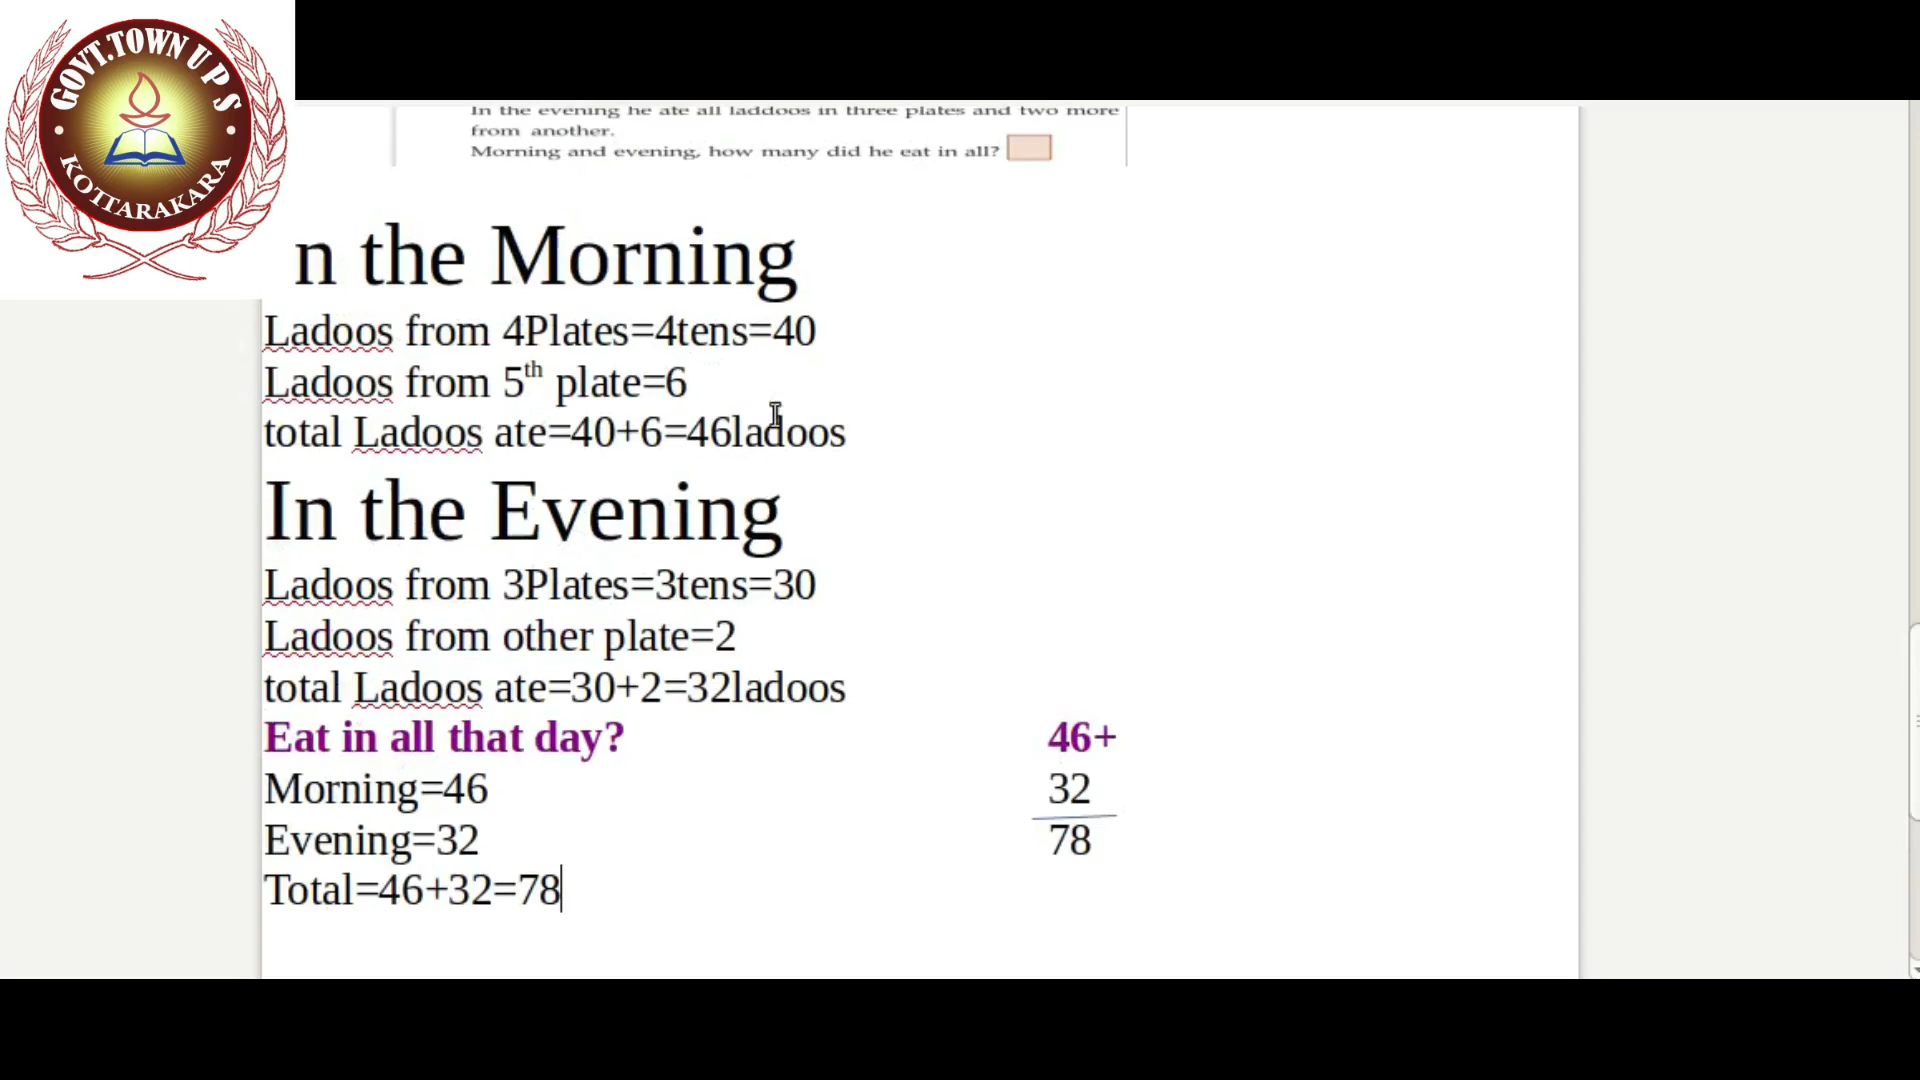 GOVT.TOWN U P S
KOTTARAKARA
In the evening he ate all laddoos in three plates and two more
from another.
Morning and evening, how many did he eat in all?
n the Morning
Ladoos from 4Plates=4tens=40
Ladoos from 5th plate=6
total Ladoos ate=40+6=46ladoos
In the Evening
Ladoos from 3Plates=3tens=30
Ladoos from other plate=2
total Ladoos ate=30+2=32ladoos
Eat in all that day? 46+
Morning=46 32
Evening=32 78
Total=46+32=78